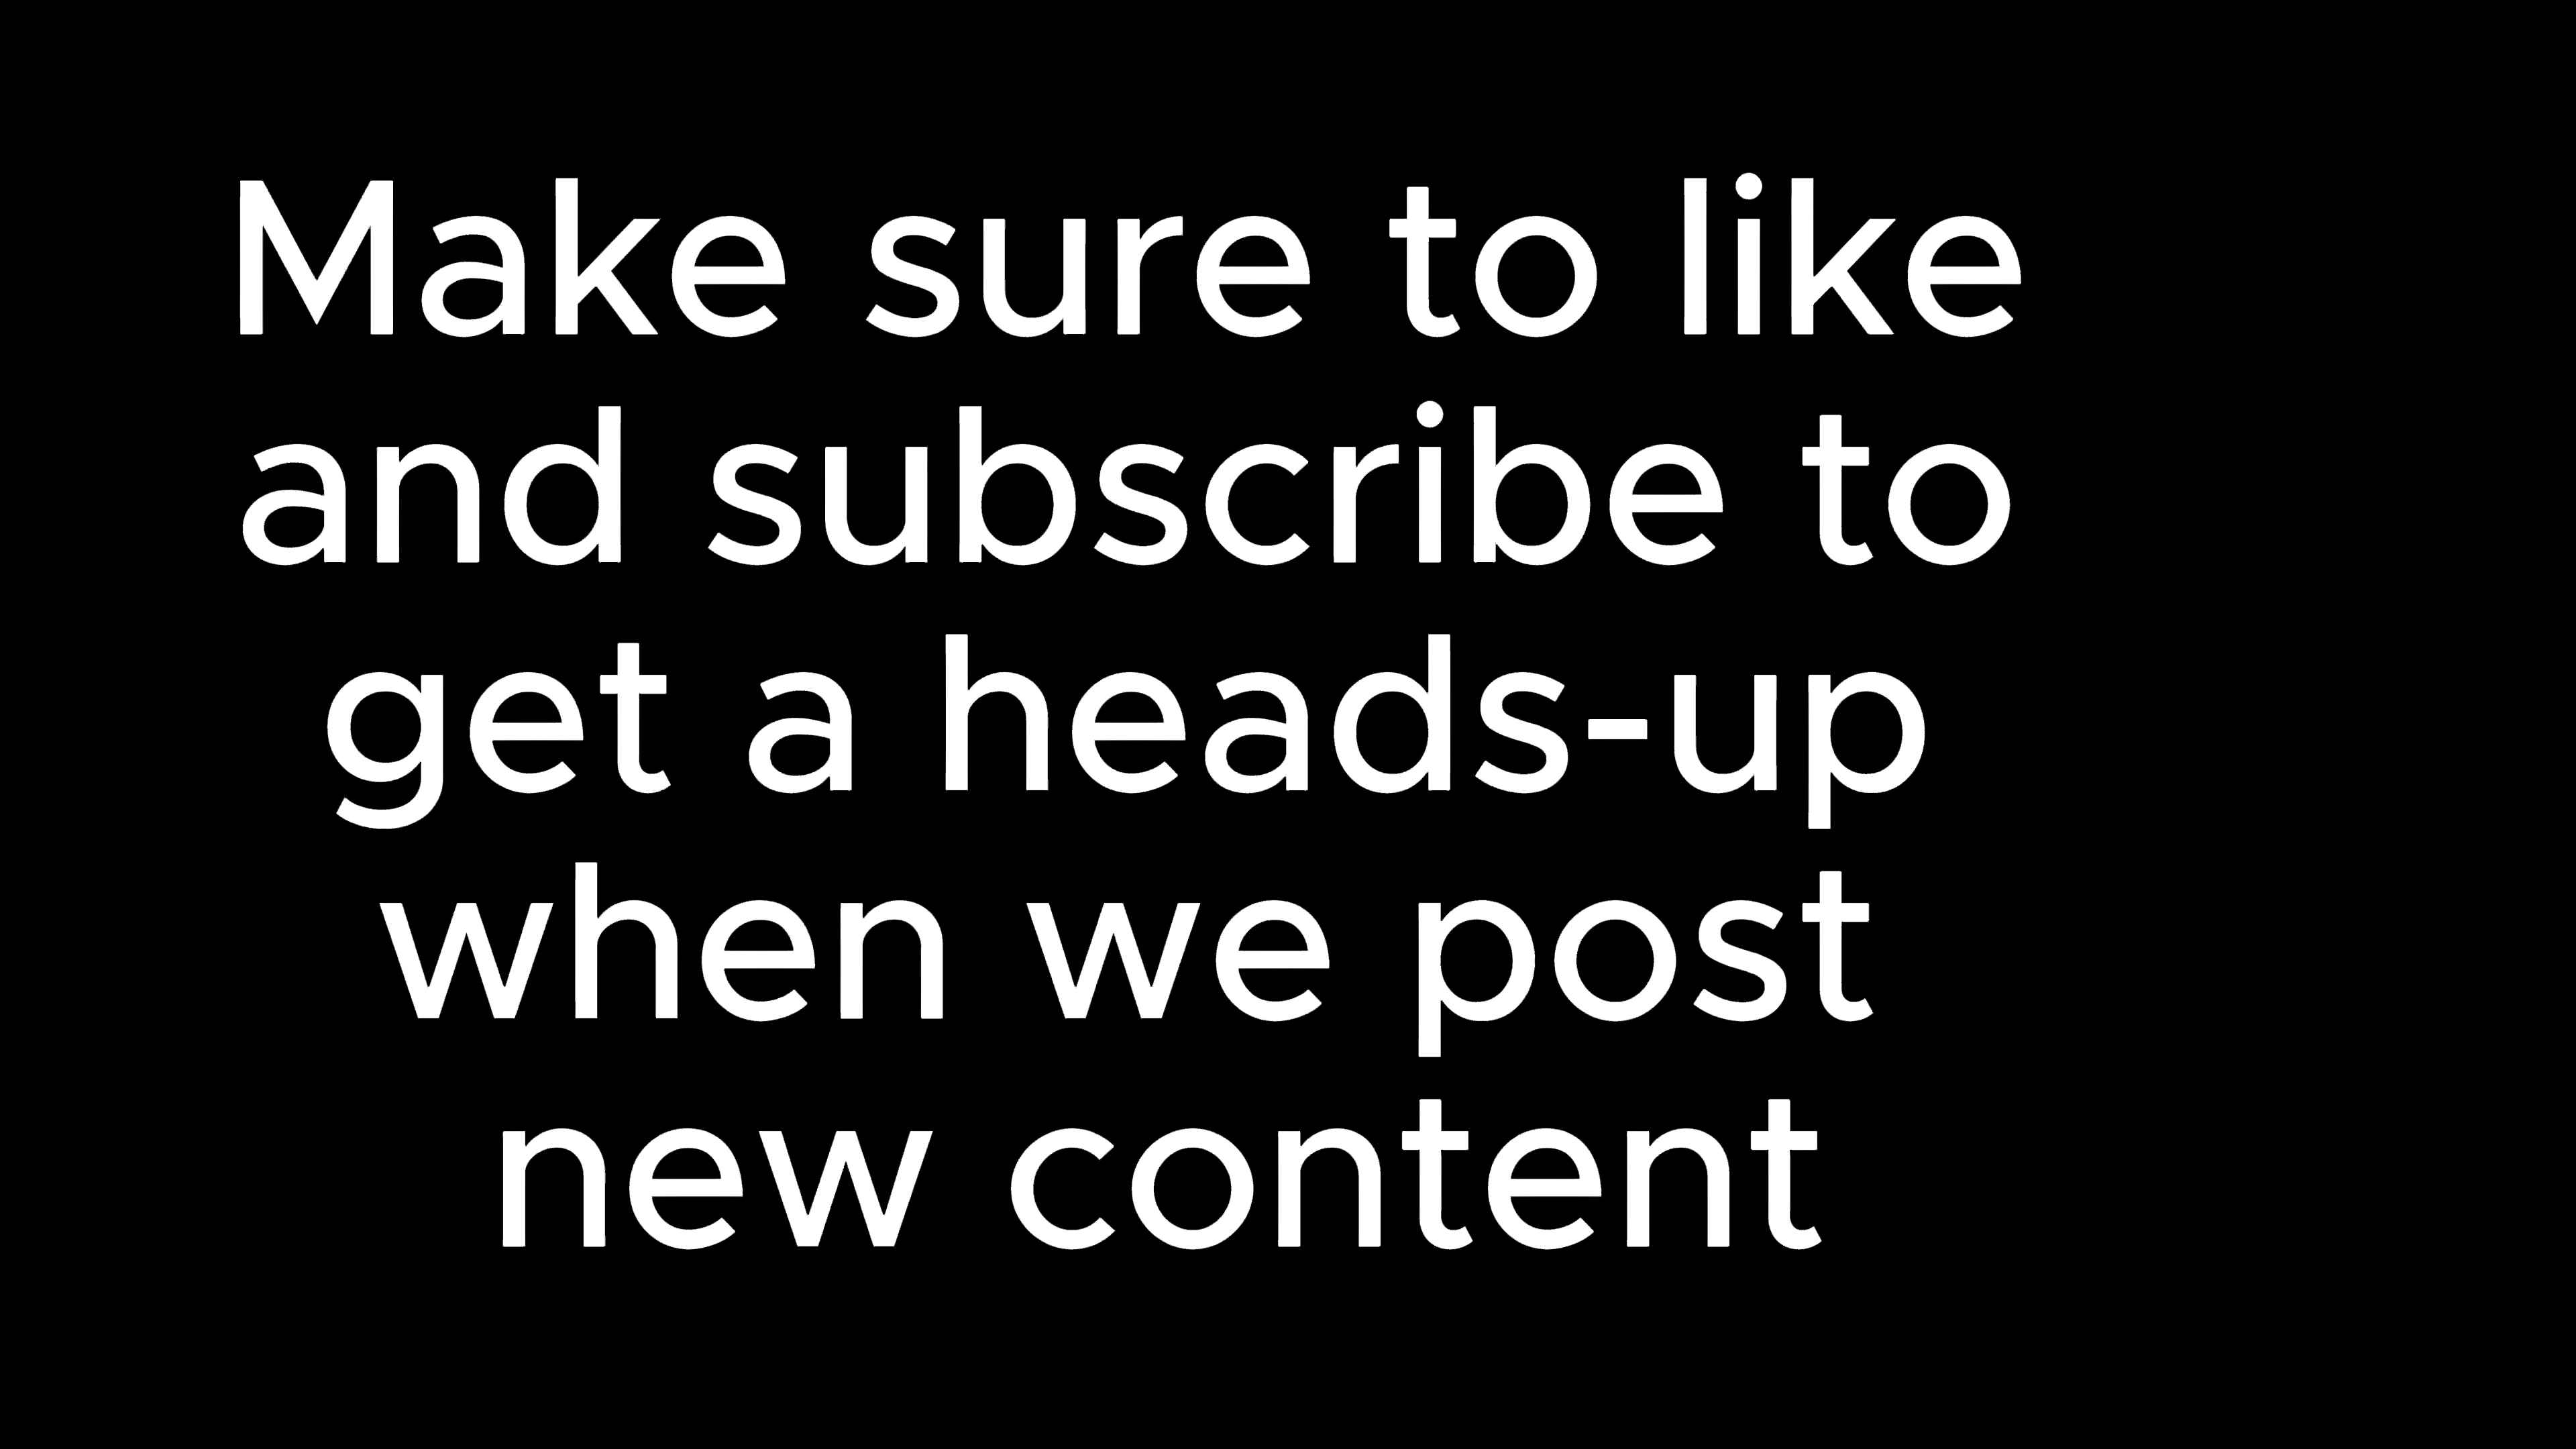 Make sure to like
and subscribe to
get a heads-up
when we post
new content